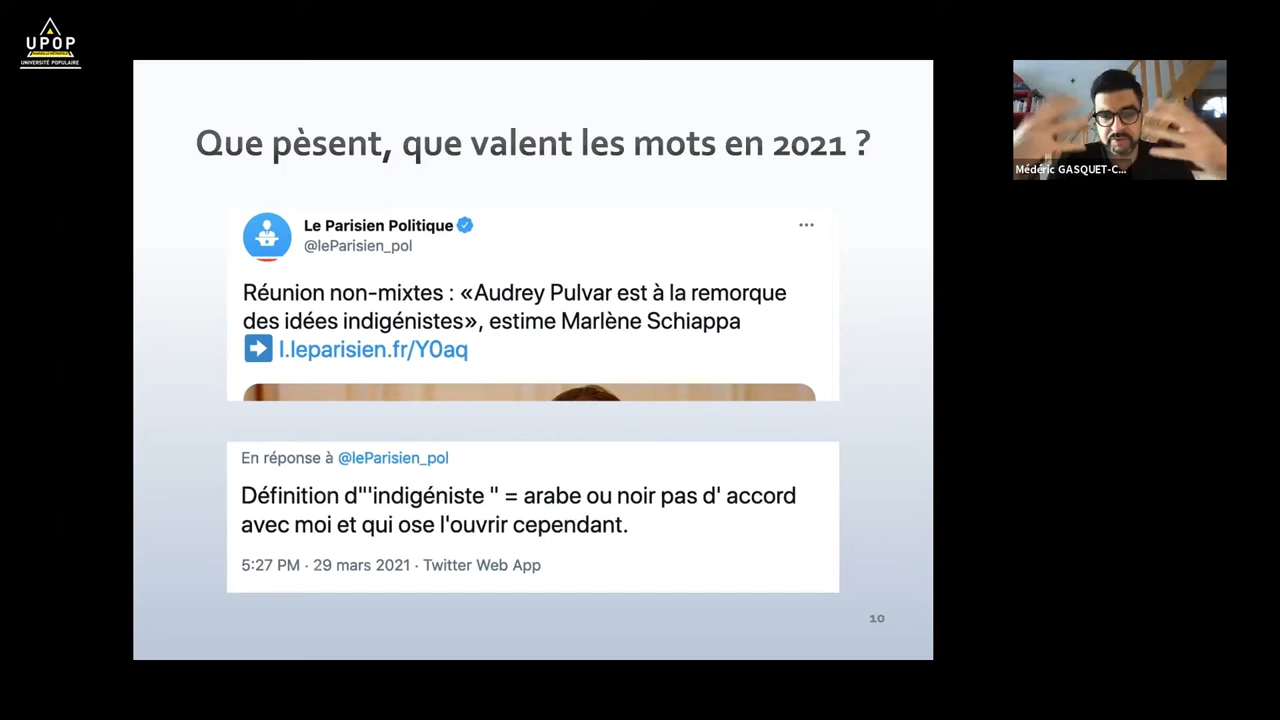 UPOP
UNIVERSITÉ POPULAIRE
Que pèsent, que valent les mots en 2021 ?
Le Parisien Politique
@leParisien_pol
Réunion non-mixtes : «Audrey Pulvar est à la remorque
des idées indigénistes», estime Marlène Schiappa
l.leparisien.fr/Y0aq
En réponse à @leParisien_pol
Définition d"'indigéniste " = arabe ou noir pas d' accord
avec moi et qui ose l'ouvrir cependant.
5:27 PM · 29 mars 2021 · Twitter Web App
10
Médéric GASQUET-C...